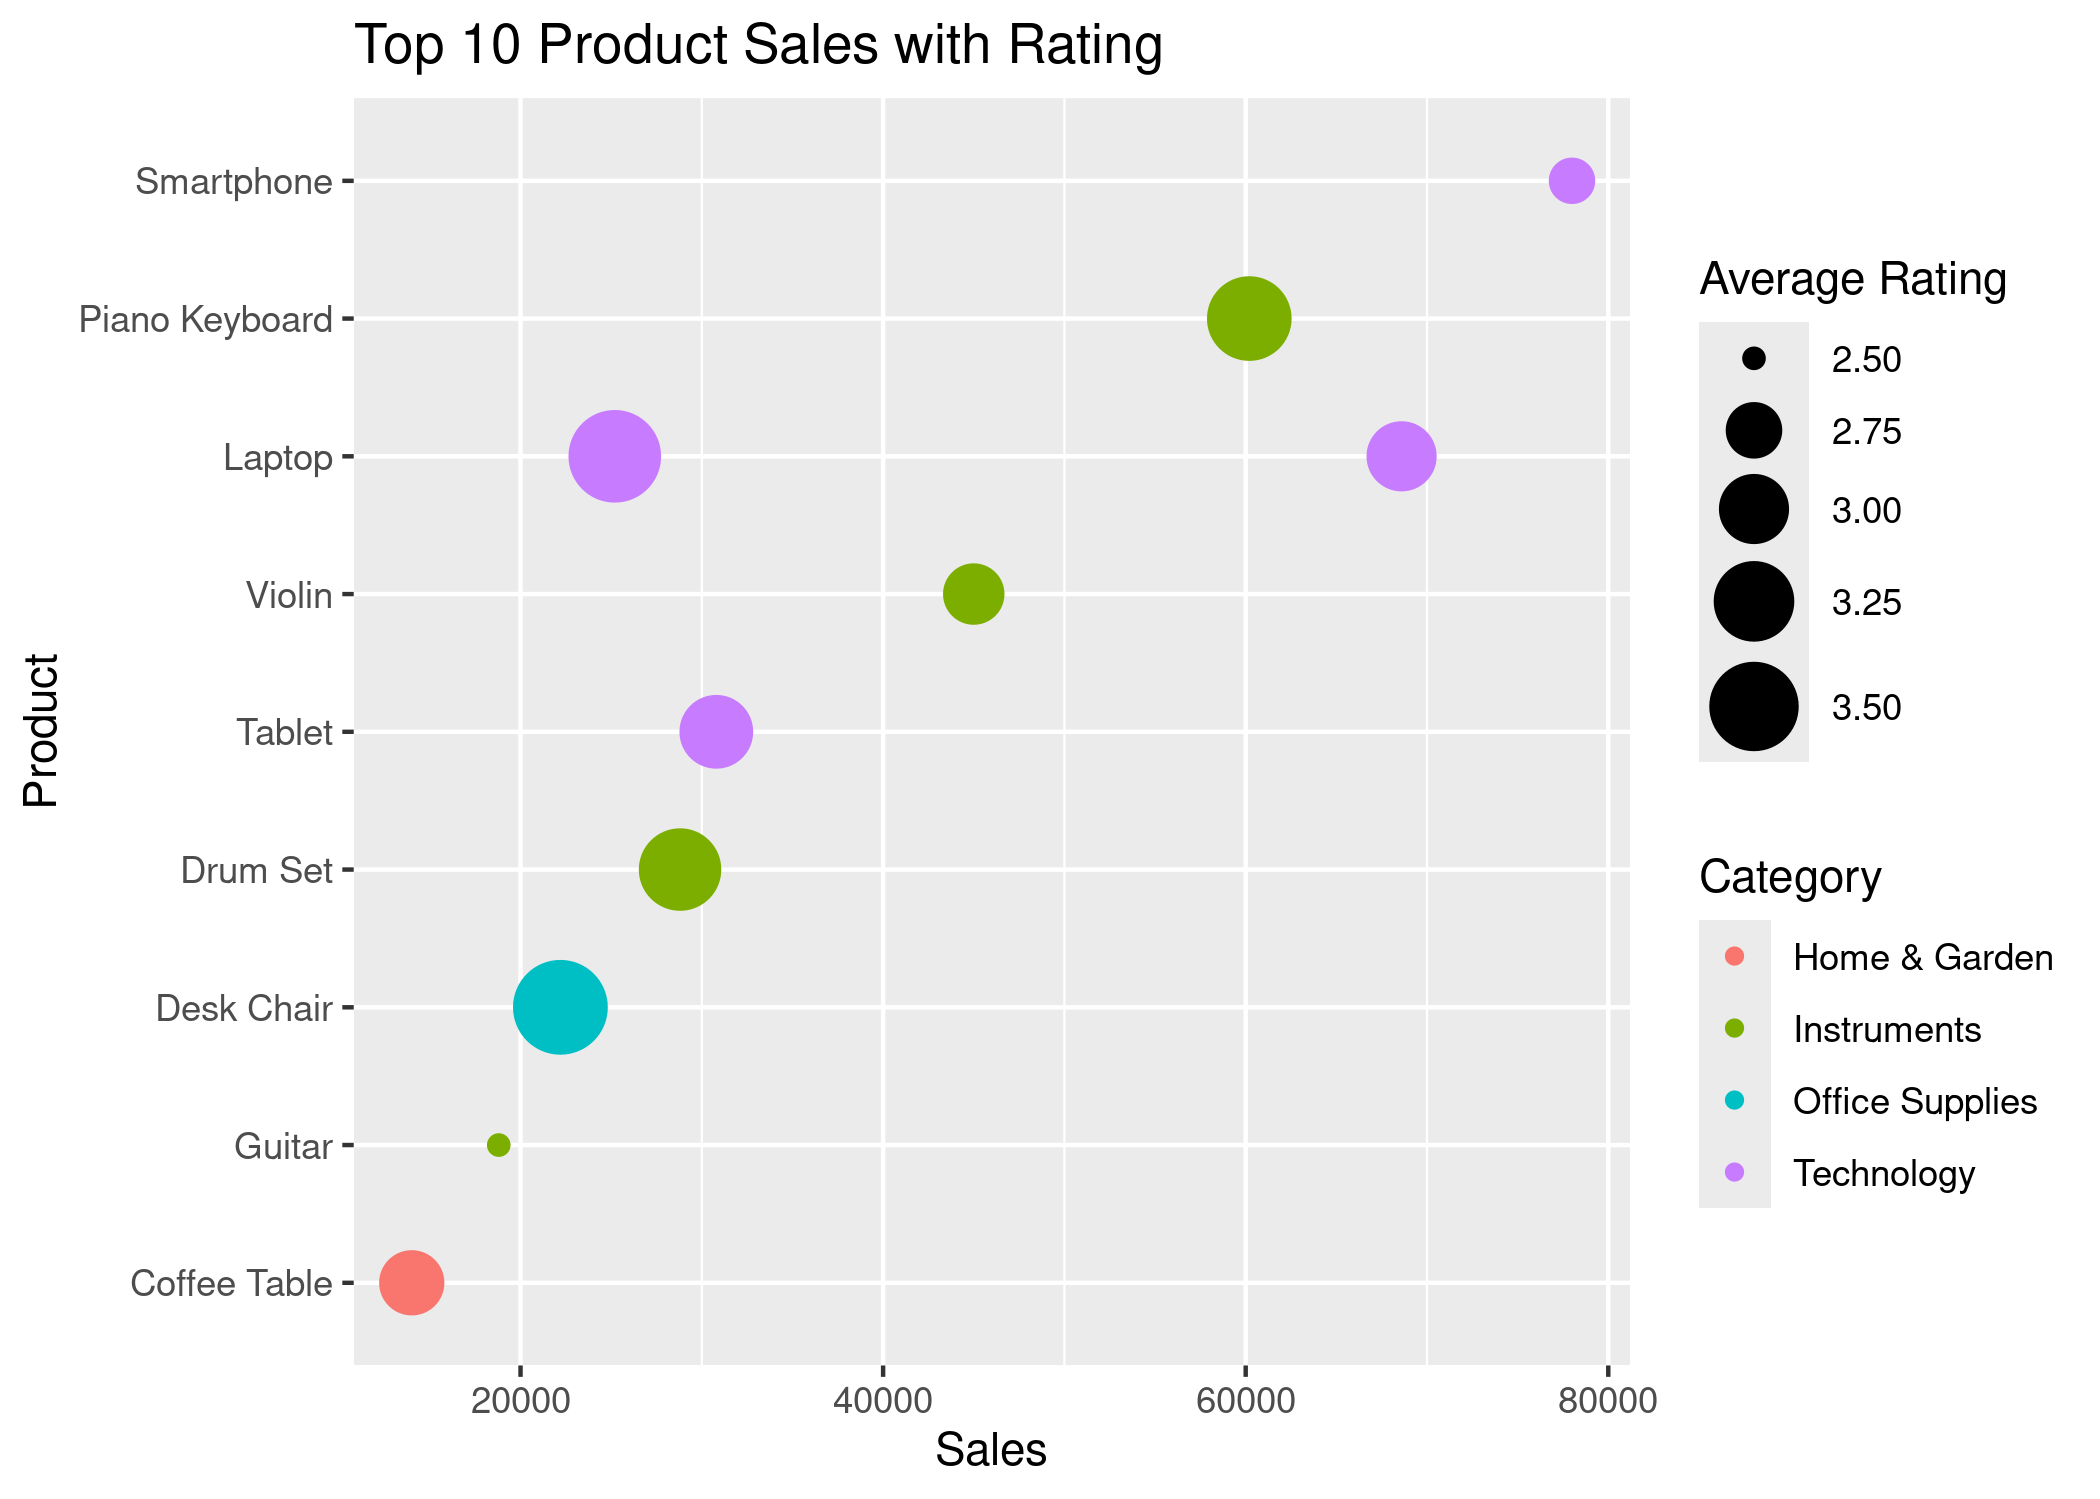 Top 10 Product Sales with Rating
Smartphone
Piano Keyboard
Laptop
Violin
Tablet
Drum Set
Desk Chair
Guitar
Coffee Table
Product
20000 40000 60000 80000
Sales
Average Rating
2.50
2.75
3.00
3.25
3.50
Category
Home & Garden
Instruments
Office Supplies
Technology